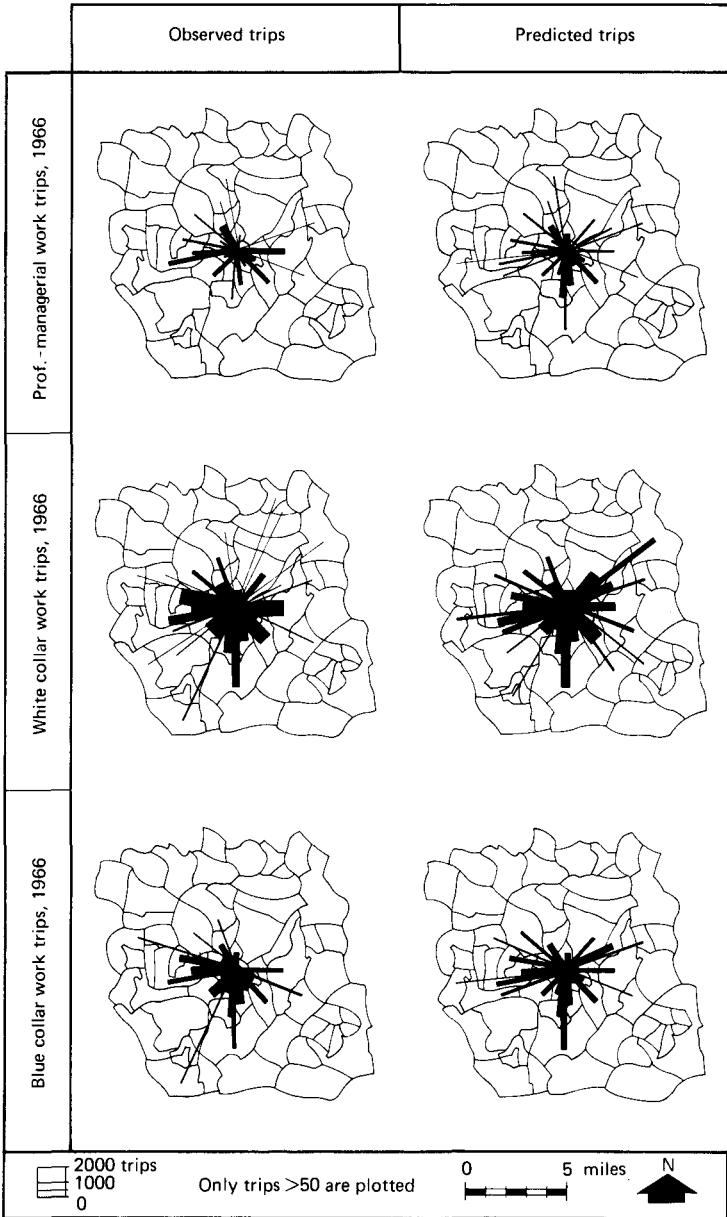 Observed trips
Predicted trips
Prof.-managerial work trips, 1966
White collar work trips, 1966
Blue collar work trips, 1966
2000 trips
1000
0
Only trips >50 are plotted
0 5 miles
N